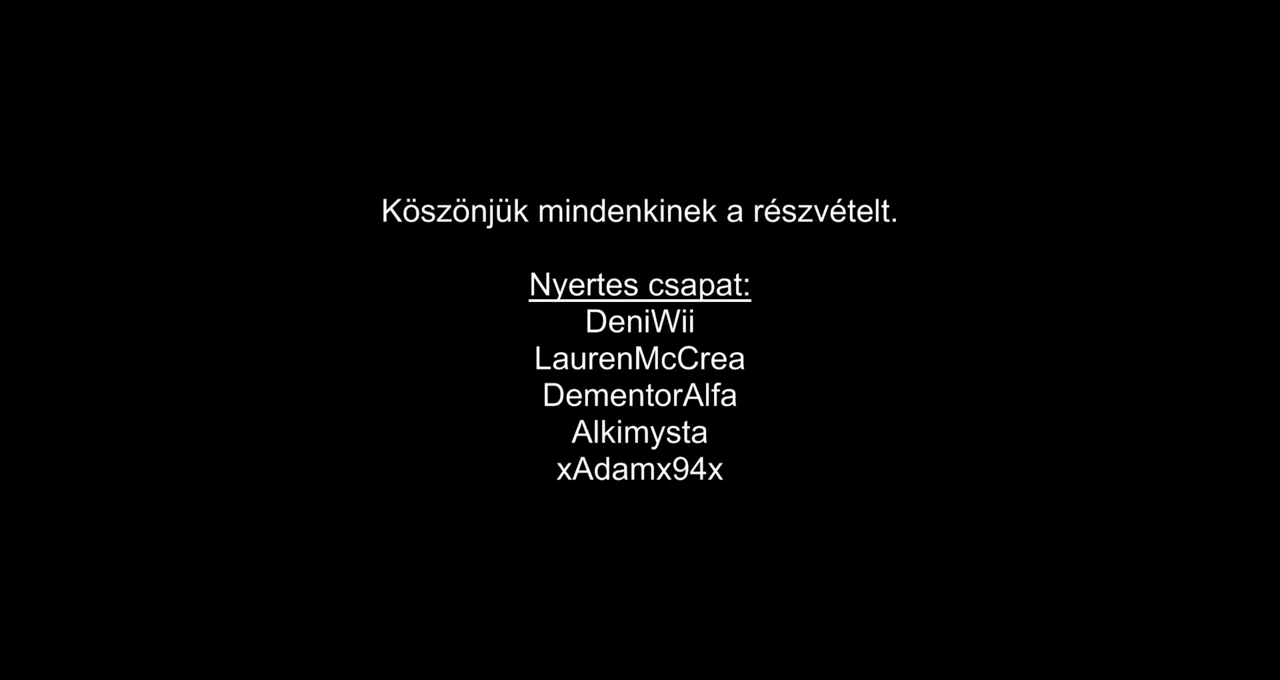 Köszönjük mindenkinek a részvételt.
Nyertes csapat:
DeniWii
LaurenMcCrea
DementorAlfa
Alkimysta
xAdamx94x